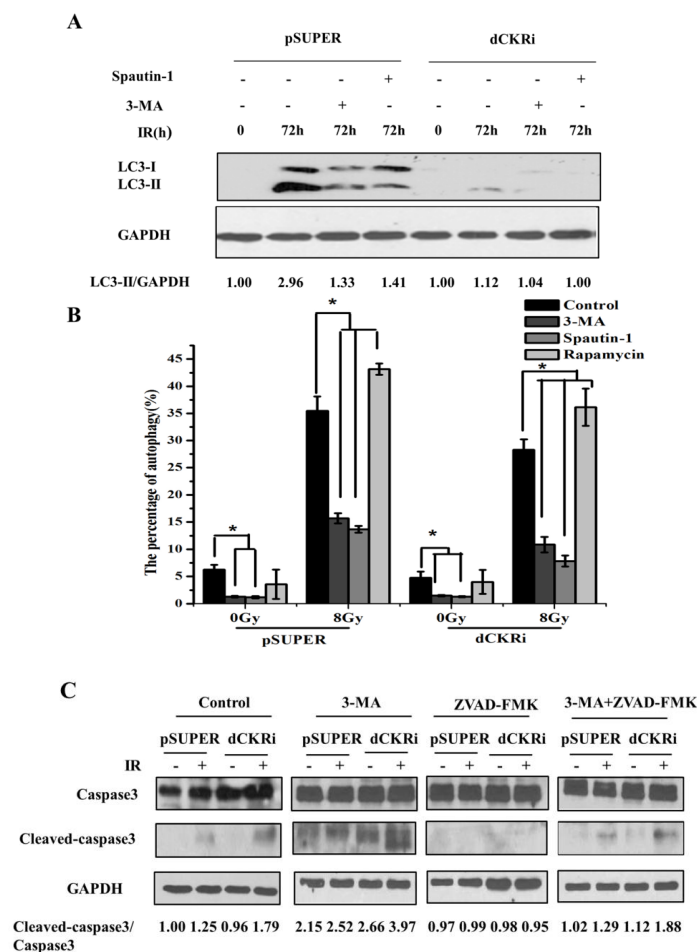 A
pSUPER dCKRi
Spautin-1 - - - + - - - +
3-MA - - + - - - + -
IR(h) 0 72h 72h 72h 0 72h 72h 72h
LC3-I
LC3-II
GAPDH
LC3-II/GAPDH 1.00 2.96 1.33 1.41 1.00 1.12 1.04 1.00
B
Control
3-MA
Spautin-1
Rapamycin
The percentage of autophagy(%)
45
40
35
30
25
20
15
10
5
0
* * * *
0Gy 8Gy 0Gy 8Gy
pSUPER dCKRi
C
Control 3-MA ZVAD-FMK 3-MA+ZVAD-FMK
pSUPER dCKRi pSUPER dCKRi pSUPER dCKRi pSUPER dCKRi
IR - + - + - + - + - + - + - + - +
Caspase3
Cleaved-caspase3
GAPDH
Cleaved-caspase3/ 1.00 1.25 0.96 1.79 2.15 2.52 2.66 3.97 0.97 0.99 0.98 0.95 1.02 1.29 1.12 1.88
Caspase3